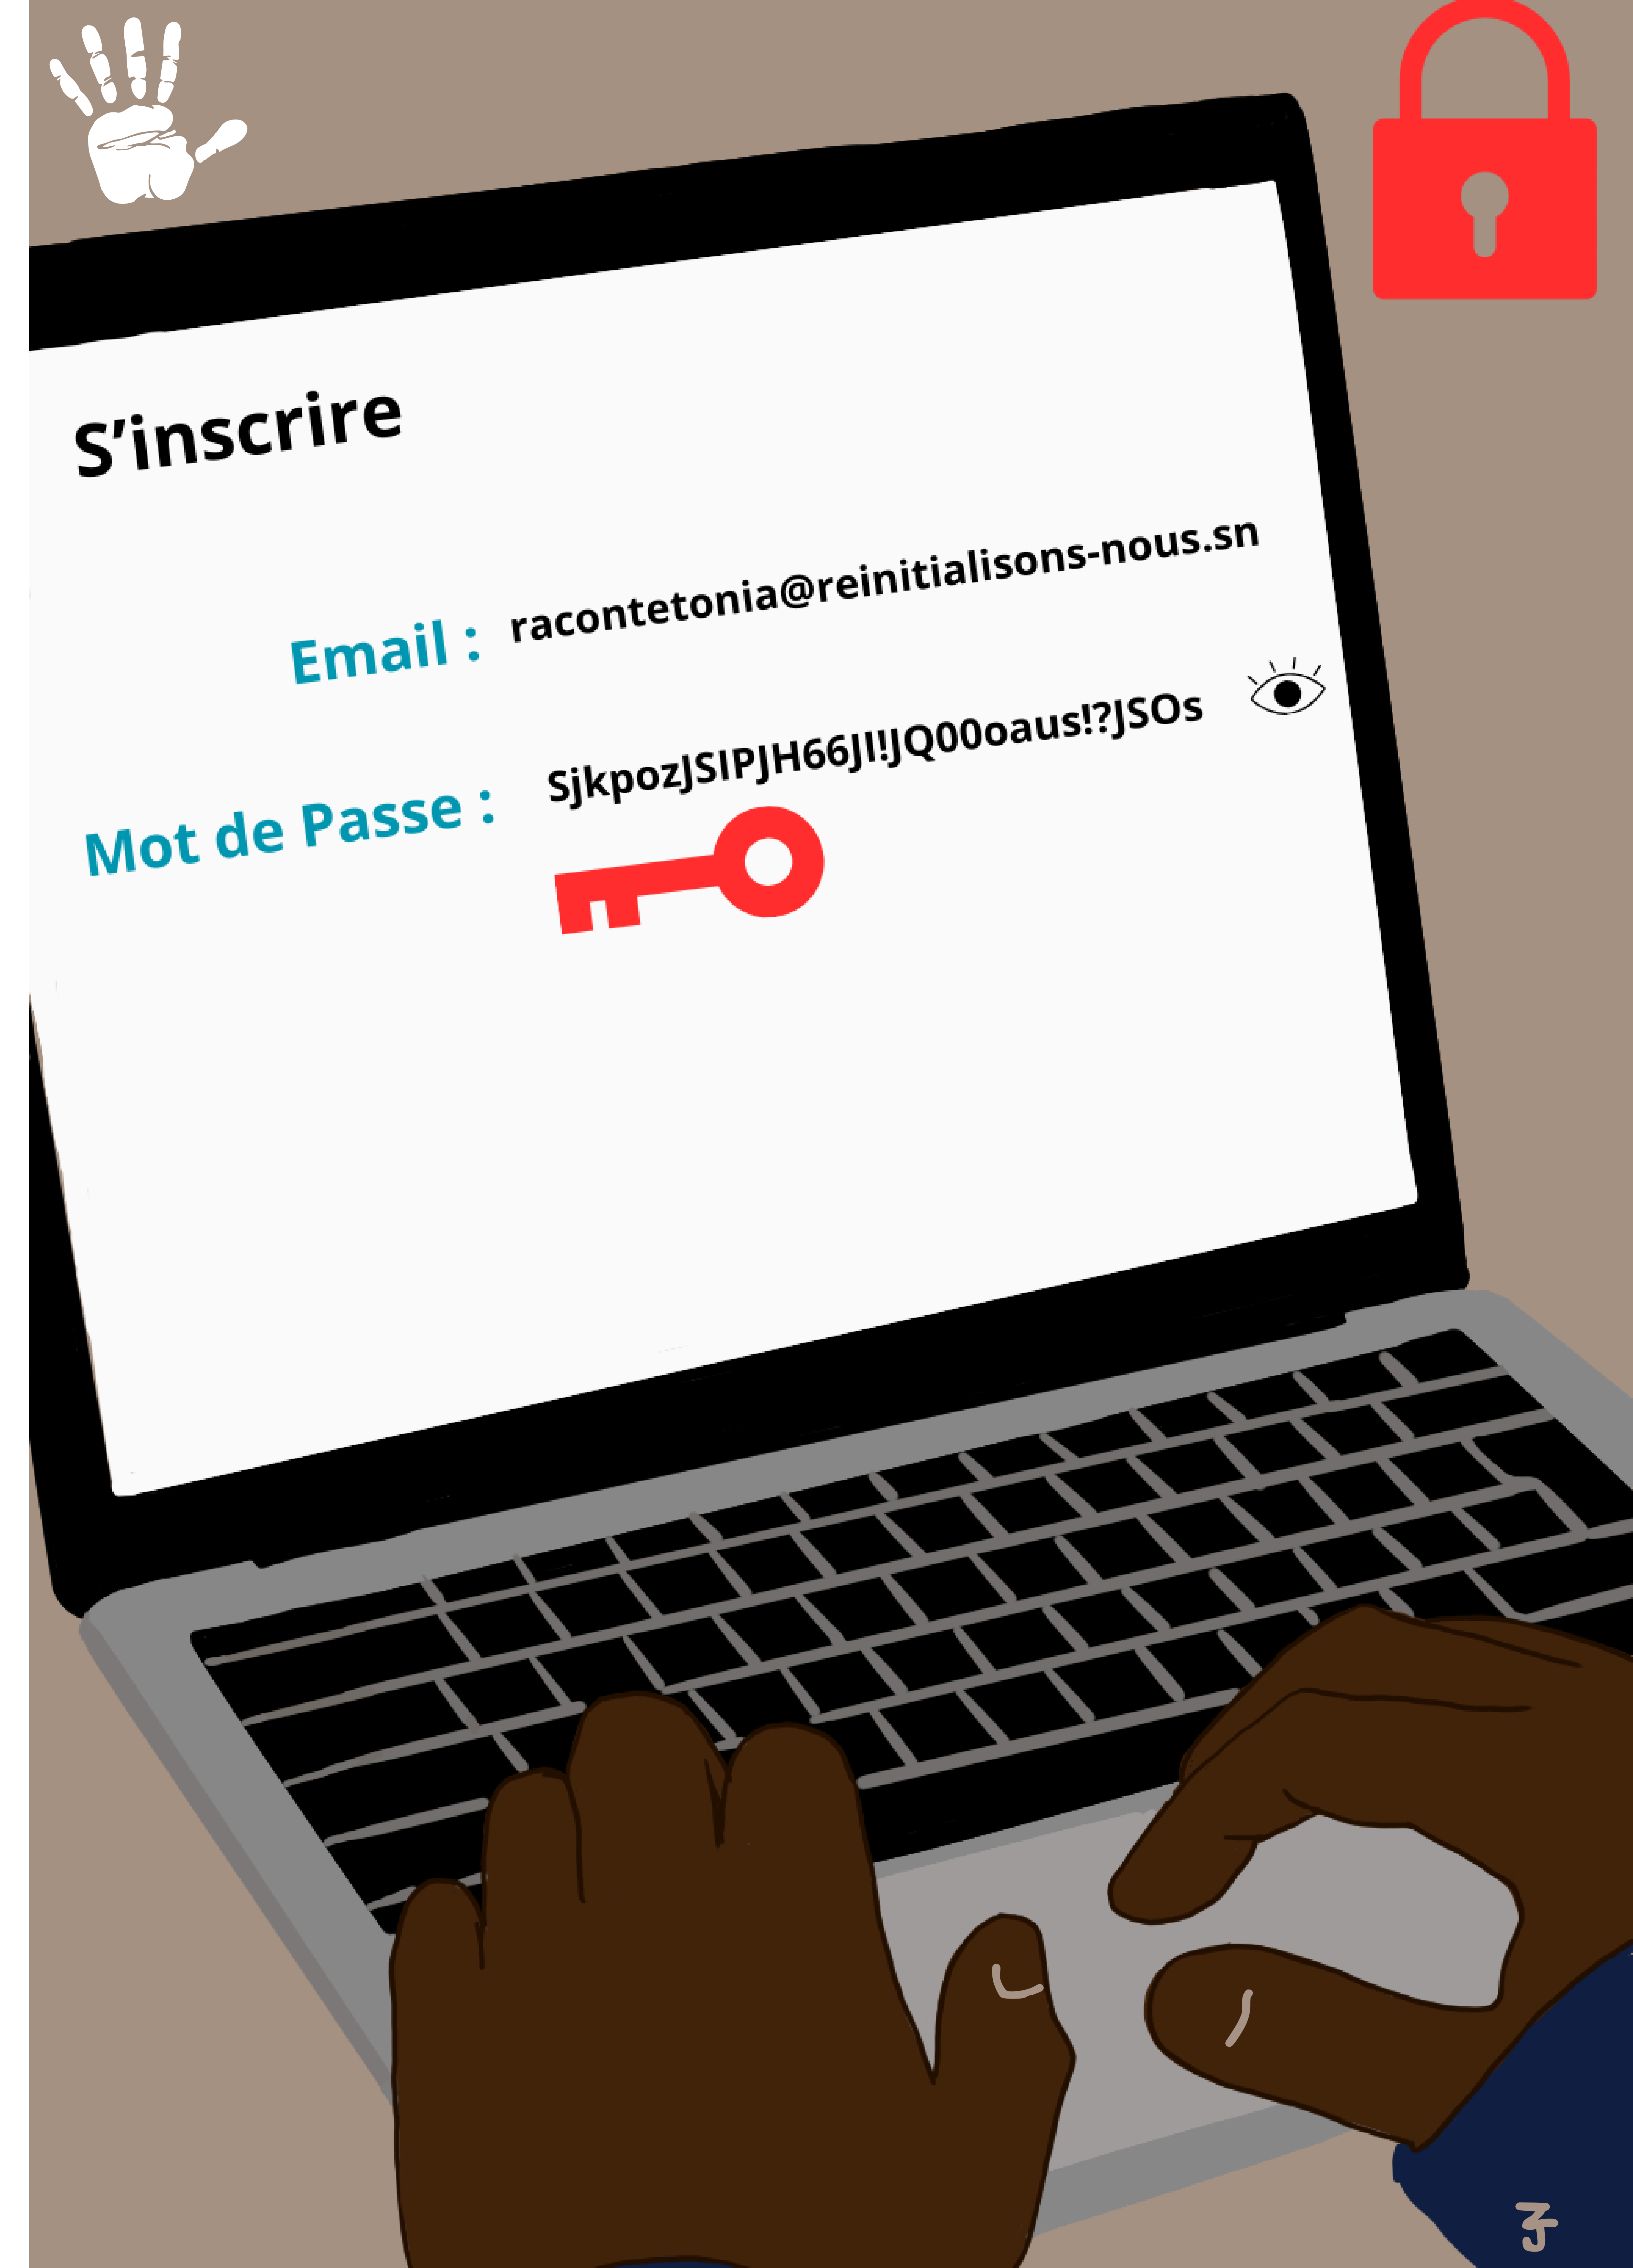 S'inscrire
Email : racontetonia@reinitialisons-nous.sn
Mot de Passe : SjkpozJSIPJH66JI!JQ00oaus!?JSOs